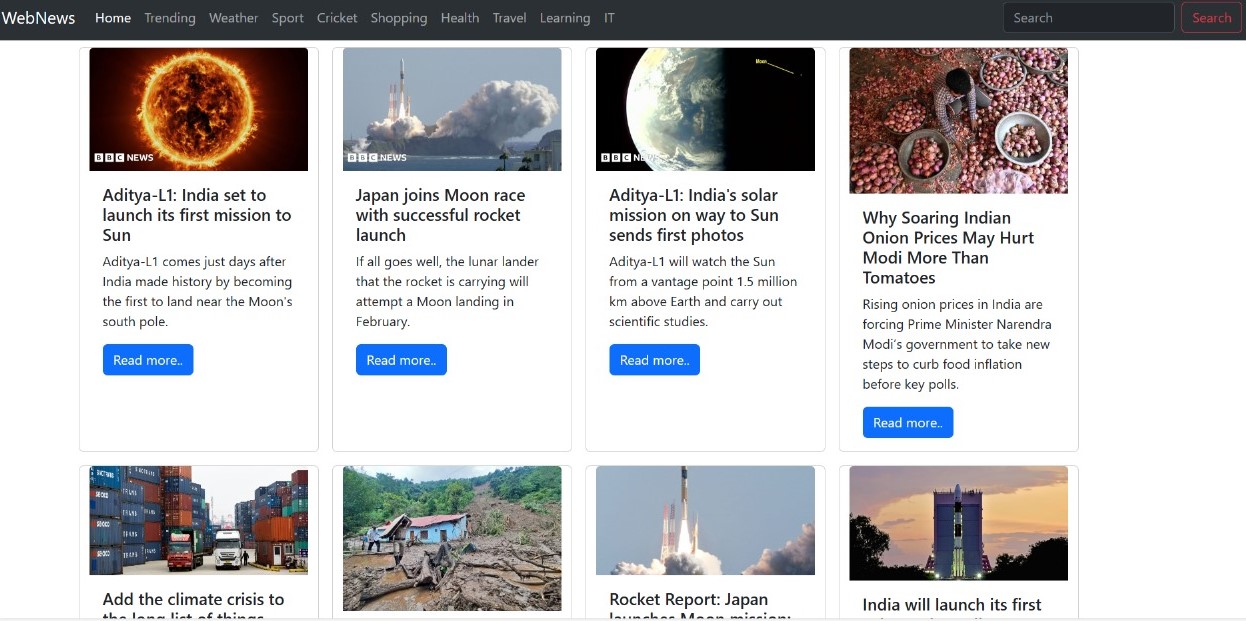 WebNews Home Trending Weather Sport Cricket Shopping Health Travel Learning IT Search Search
BBC NEWS
Aditya-L1: India set to
launch its first mission to
Sun
Aditya-L1 comes just days after
India made history by becoming
the first to land near the Moon's
south pole.
Read more..
BBC NEWS
Japan joins Moon race
with successful rocket
launch
If all goes well, the lunar lander
that the rocket is carrying will
attempt a Moon landing in
February.
Read more..
Moon
BBC NEWS
Aditya-L1: India's solar
mission on way to Sun
sends first photos
Aditya-L1 will watch the Sun
from a vantage point 1.5 million
km above Earth and carry out
scientific studies.
Read more..
Why Soaring Indian
Onion Prices May Hurt
Modi More Than
Tomatoes
Rising onion prices in India are
forcing Prime Minister Narendra
Modi's government to take new
steps to curb food inflation
before key polls.
Read more..
Add the climate crisis to
the long list of things
Rocket Report: Japan
launches Moon mission;
India will launch its first